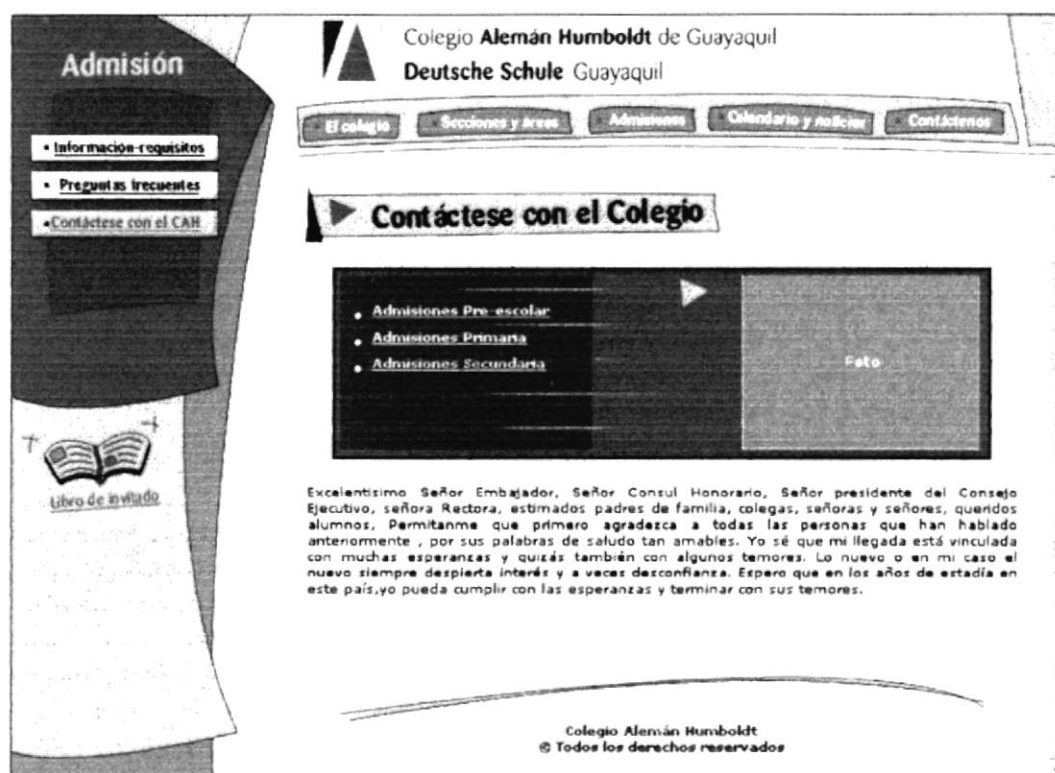 Admisión
• Información-requisitos
• Preguntas frecuentes
• Contáctese con el CAH
Libro de invitado
Colegio Alemán Humboldt de Guayaquil
Deutsche Schule Guayaquil
El colegio
Secciones y áreas
Admisiones
Calendario y noticias
Contáctenos
Contáctese con el Colegio
• Admisiones Pre-escolar
• Admisiones Primaria
• Admisiones Secundaria
Foto
Excelentisimo Señor Embajador, Señor Consul Honorario, Señor presidente del Consejo
Ejecutivo, señora Rectora, estimados padres de familia, colegas, señoras y señores, queridos
alumnos, Permitanme que primero agradezca a todas las personas que han hablado
anteriormente , por sus palabras de saludo tan amables. Yo sé que mi llegada está vinculada
con muchas esperanzas y quizás también con algunos temores. Lo nuevo o en mi caso el
nuevo siempre despierta interés y a veces desconfianza. Espero que en los años de estadía en
este país,yo pueda cumplir con las esperanzas y terminar con sus temores.
Colegio Alemán Humboldt
© Todos los derechos reservados